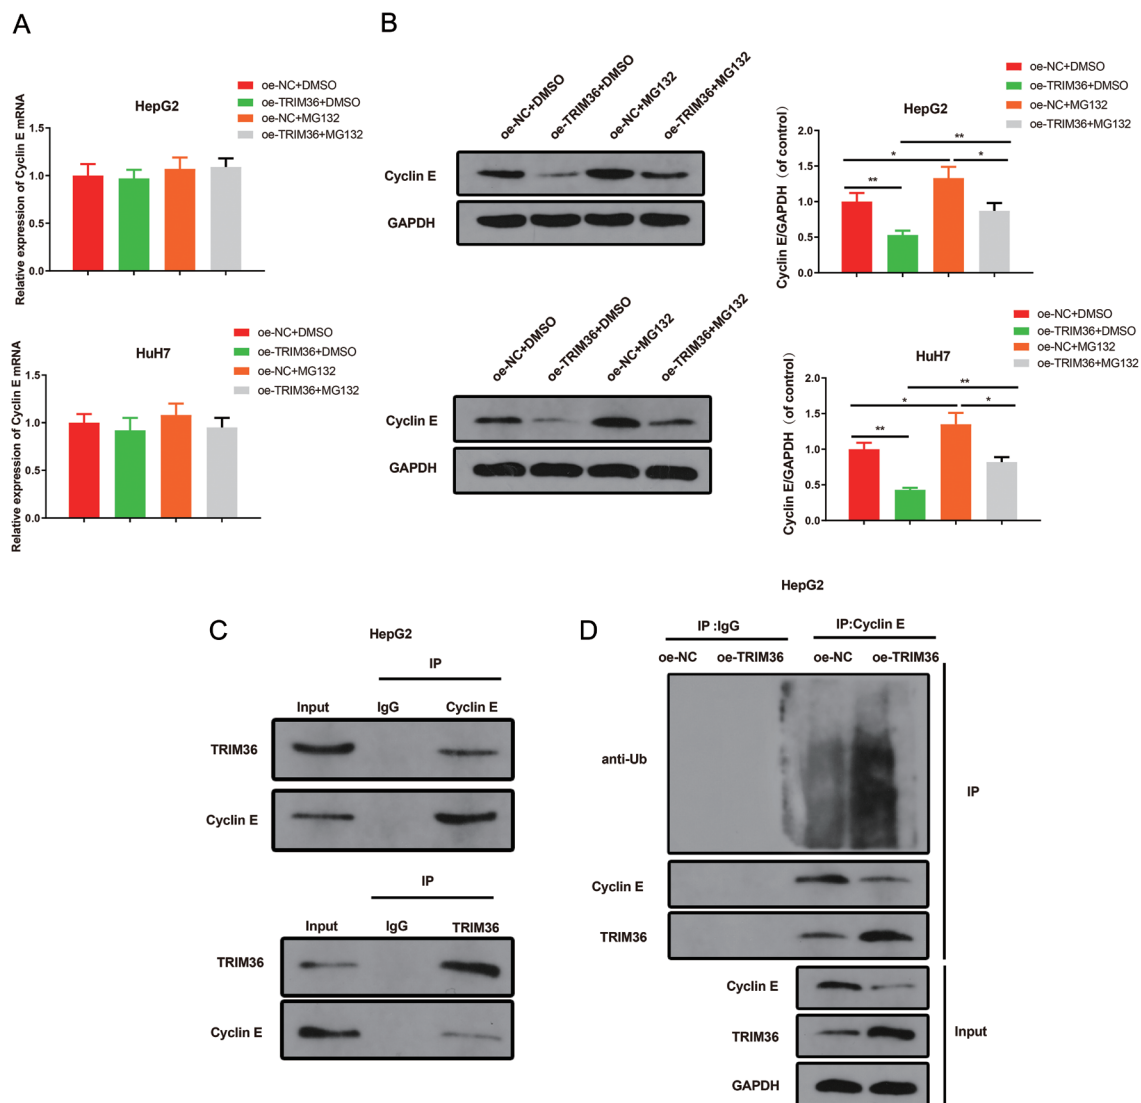 A
HepG2
oe-NC+DMSO
oe-TRIM36+DMSO
oe-NC+MG132
oe-TRIM36+MG132
Relative expression of Cyclin E mRNA
1.5
1.0
0.5
0.0
HuH7
oe-NC+DMSO
oe-TRIM36+DMSO
oe-NC+MG132
oe-TRIM36+MG132
Relative expression of Cyclin E mRNA
1.5
1.0
0.5
0.0
B
oe-NC+DMSO
oe-TRIM36+DMSO
oe-NC+MG132
oe-TRIM36+MG132
Cyclin E
GAPDH
HepG2
oe-NC+DMSO
oe-TRIM36+DMSO
oe-NC+MG132
oe-TRIM36+MG132
Cyclin E/GAPDH (of control)
2.0
1.5
1.0
0.5
0.0
**
*
*
**
oe-NC+DMSO
oe-TRIM36+DMSO
oe-NC+MG132
oe-TRIM36+MG132
Cyclin E
GAPDH
HuH7
oe-NC+DMSO
oe-TRIM36+DMSO
oe-NC+MG132
oe-TRIM36+MG132
Cyclin E/GAPDH (of control)
2.0
1.5
1.0
0.5
0.0
**
*
*
**
C
HepG2
IP
Input IgG Cyclin E
TRIM36
Cyclin E
IP
Input IgG TRIM36
TRIM36
Cyclin E
D
HepG2
IP :IgG IP:Cyclin E
oe-NC oe-TRIM36 oe-NC oe-TRIM36
anti-Ub
Cyclin E
TRIM36
IP
Cyclin E
TRIM36
GAPDH
Input